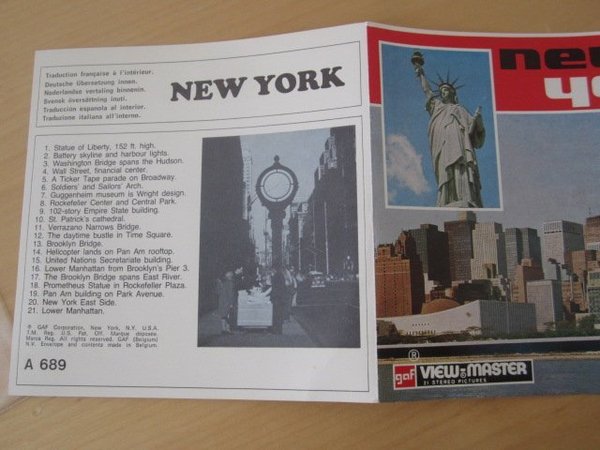 Traduction française à l'intérieur.
Deutsche Übersetzung innen.
Nederlandse vertaling binnenin.
Svensk översättning inuti.
Traducción espanola al interior.
Traduzione italiana all'interno.
NEW YORK
1. Statue of Liberty, 152 ft. high.
2. Battery skyline and harbour lights.
3. Washington Bridge spans the Hudson.
4. Wall Street, financial center.
5. A Ticker Tape parade on Broadway.
6. Soldiers' and Sailors' Arch.
7. Guggenheim museum is Wright design.
8. Rockefeller Center and Central Park.
9. 102-story Empire State building.
10. St. Patrick's cathedral.
11. Verrazano Narrows Bridge.
12. The daytime bustle in Time Square.
13. Brooklyn Bridge.
14. Helicopter lands on Pan Am rooftop.
15. United Nations Secretariate building.
16. Lower Manhattan from Brooklyn's Pier 3.
17. The Brooklyn Bridge spans East River.
18. Prometheus Statue in Rockefeller Plaza.
19. Pan Am building on Park Avenue.
20. New York East Side.
21. Lower Manhattan.
® GAF Corporation, New York, N.Y. U.S.A.
T.M. Reg. U.S. Pat. Off. Marque déposée
Marca Reg. All rights reserved. GAF (Belgium)
N.V. Envelope and contents made in Belgium.
A 689
new
yo
®
gaf VIEW-MASTER
21 STEREO PICTURES